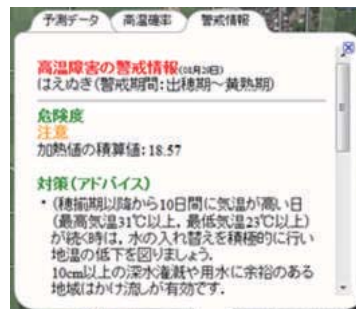 予測データ 高温確率 警戒情報
高温障害の警戒情報(08月28日)
はえぬき(警戒期間:出穂期～黄熟期)
危険度
注意
加熱値の積算値:18.57
対策(アドバイス)
・(穂揃期以降から10日間に気温が高い日
(最高気温31℃以上，最低気温23℃以上)
が続く時は，水の入れ替えを積極的に行い
地温の低下を図りましょう．
10cm以上の深水灌漑や用水に余裕のある
地域はかけ流しが有効です．